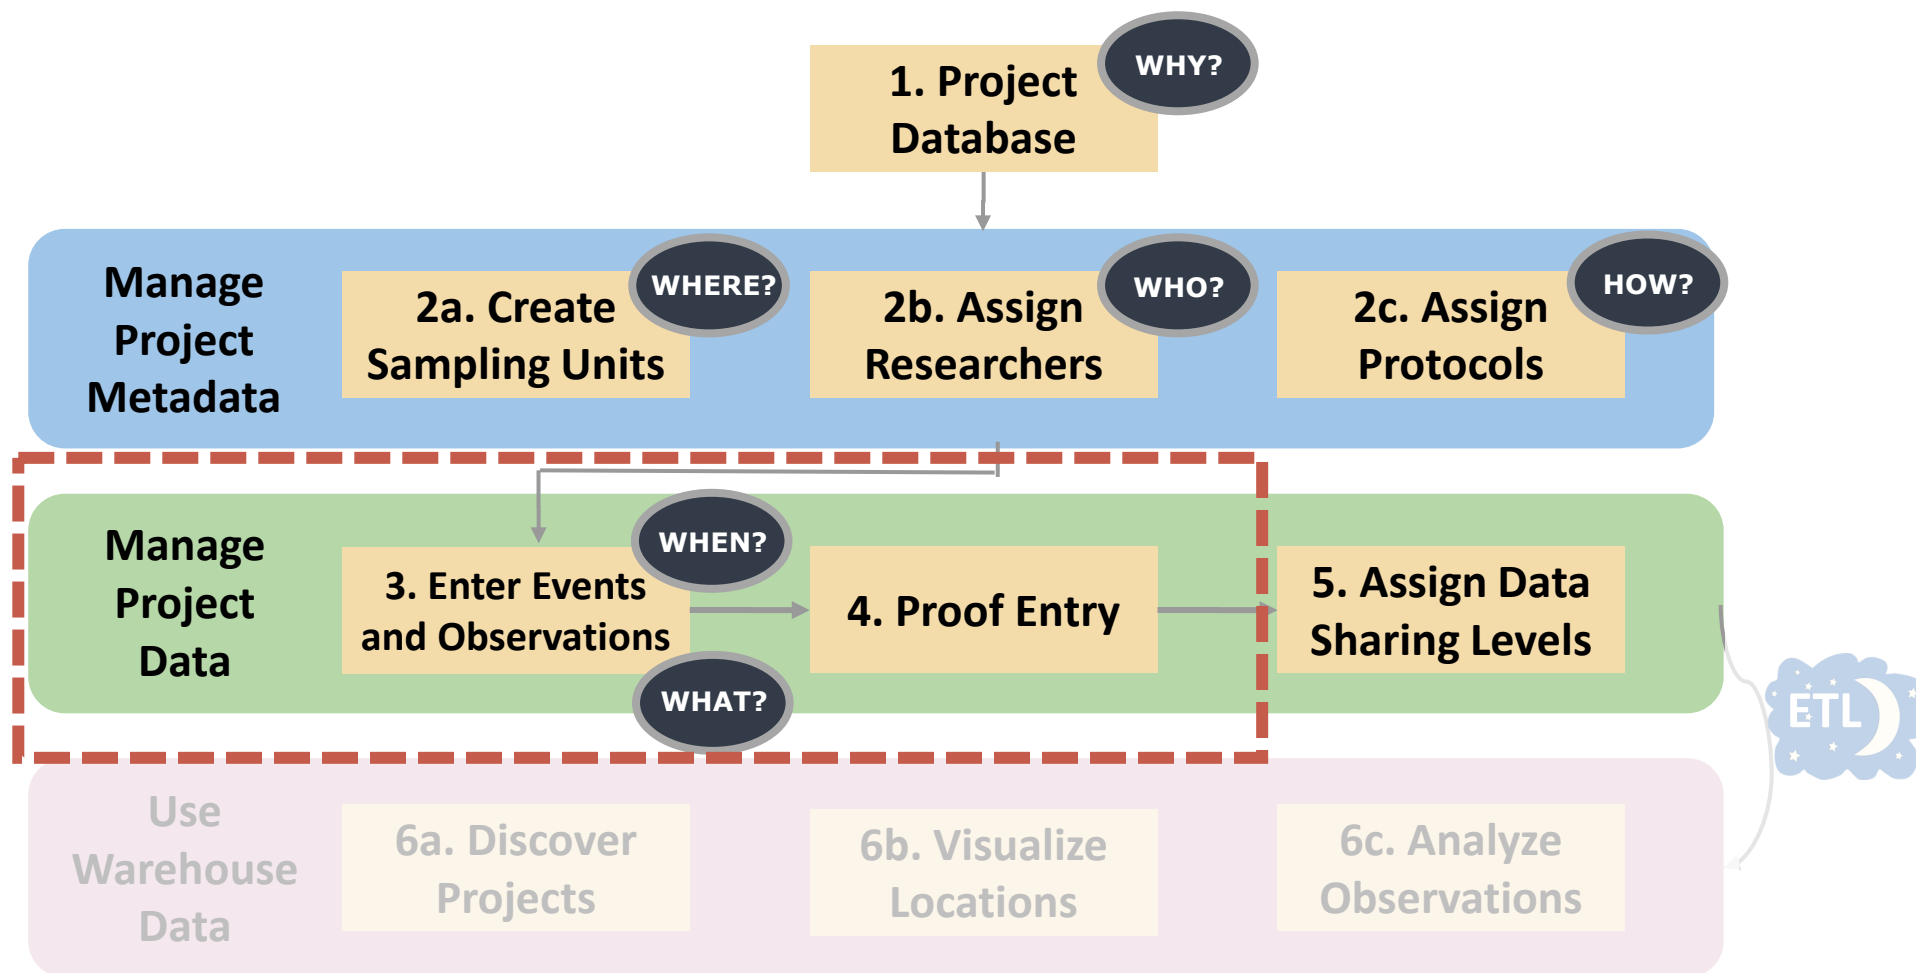 WHY?
1. Project
Database
Manage
Project
Metadata
WHERE?
2a. Create
Sampling Units
WHO?
2b. Assign
Researchers
HOW?
2c. Assign
Protocols
Manage
Project
Data
WHEN?
3. Enter Events
and Observations
WHAT?
4. Proof Entry
5. Assign Data
Sharing Levels
ETL
Use
Warehouse
Data
6a. Discover
Projects
6b. Visualize
Locations
6c. Analyze
Observations